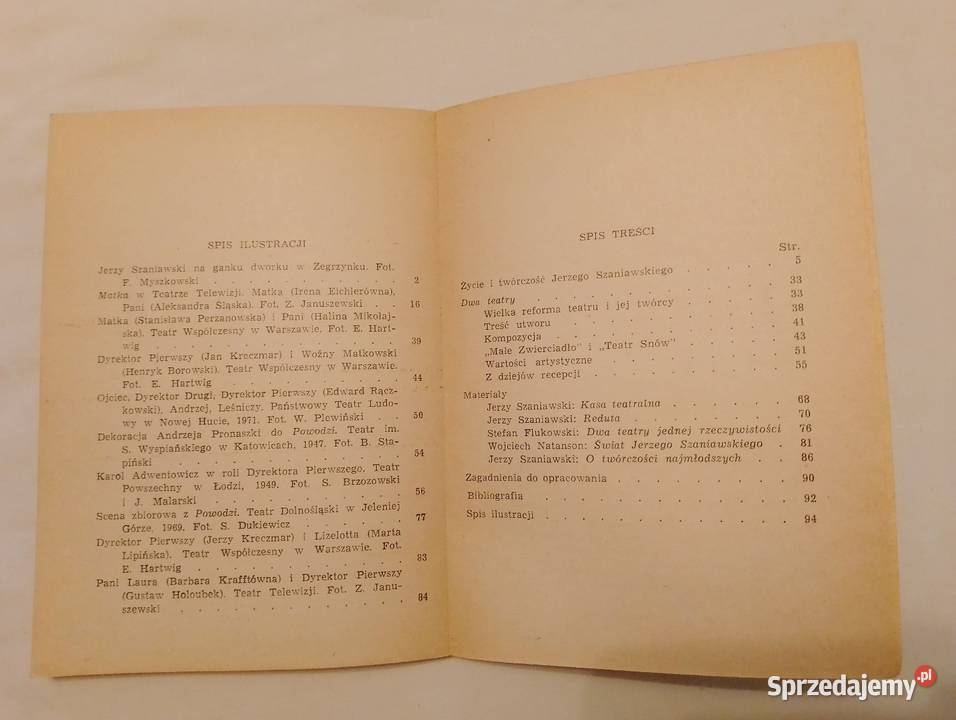 SPIS ILUSTRACJI
Jerzy Szaniawski na ganku dworku w Zegrzynku. Fot.
F. Myszkowski . . . . . . . . . . 2
Matka w Teatrze Telewizji. Matka (Irena Eichlerówna),
Pani (Aleksandra Śląska). Fot. Z. Januszewski . . 16
Matka (Stanisława Perzanowska) i Pani (Halina Mikołaj-
ska). Teatr Współczesny w Warszawie. Fot. E. Hart-
wig . . . . . . . . . . . . 39
Dyrektor Pierwszy (Jan Kreczmar) i Woźny Matkowski
(Henryk Borowski). Teatr Współczesny w Warszawie.
Fot. E. Hartwig . . . . . . . . . 44
Ojciec, Dyrektor Drugi, Dyrektor Pierwszy (Edward Rącz-
kowski), Andrzej, Leśniczy. Państwowy Teatr Ludo-
wy w Nowej Hucie, 1971. Fot. W. Plewiński . . 50
Dekoracja Andrzeja Pronaszki do Powodzi. Teatr im.
S. Wyspiańskiego w Katowicach, 1947. Fot. B. Sta-
piński . . . . . . . . . . . 54
Karol Adwentowicz w roli Dyrektora Pierwszego. Teatr
Powszechny w Łodzi, 1949. Fot. S. Brzozowski
i J. Malarski . . . . . . . . . . 56
Scena zbiorowa z Powodzi. Teatr Dolnośląski w Jeleniej
Górze, 1969. Fot. S. Dukiewicz . . . . . . 77
Dyrektor Pierwszy (Jerzy Kreczmar) i Lizelotta (Marta
Lipińska). Teatr Współczesny w Warszawie. Fot.
E. Hartwig . . . . . . . . . . 83
Pani Laura (Barbara Krafftówna) i Dyrektor Pierwszy
(Gustaw Holoubek). Teatr Telewizji. Fot. Z. Janu-
szewski . . . . . . . . . . . 84
SPIS TREŚCI
Str.
Życie i twórczość Jerzego Szaniawskiego . . . . 5
Dwa teatry . . . . . . . . . . . 33
Wielka reforma teatru i jej twórcy . . . . . 33
Treść utworu . . . . . . . . . . 38
Kompozycja . . . . . . . . . . 41
„Małe Zwierciadło” i „Teatr Snów” . . . . . 43
Wartości artystyczne . . . . . . . . 51
Z dziejów recepcji . . . . . . . . . 55
Materiały
Jerzy Szaniawski: Kasa teatralna . . . . . 68
Jerzy Szaniawski: Reduta . . . . . . . 70
Stefan Flukowski: Dwa teatry jednej rzeczywistości 76
Wojciech Natanson: Świat Jerzego Szaniawskiego . 81
Jerzy Szaniawski: O twórczości najmłodszych . . 86
Zagadnienia do opracowania . . . . . . . 90
Bibliografia . . . . . . . . . . . 92
Spis ilustracji . . . . . . . . . . 94
Sprzedajemy.pl